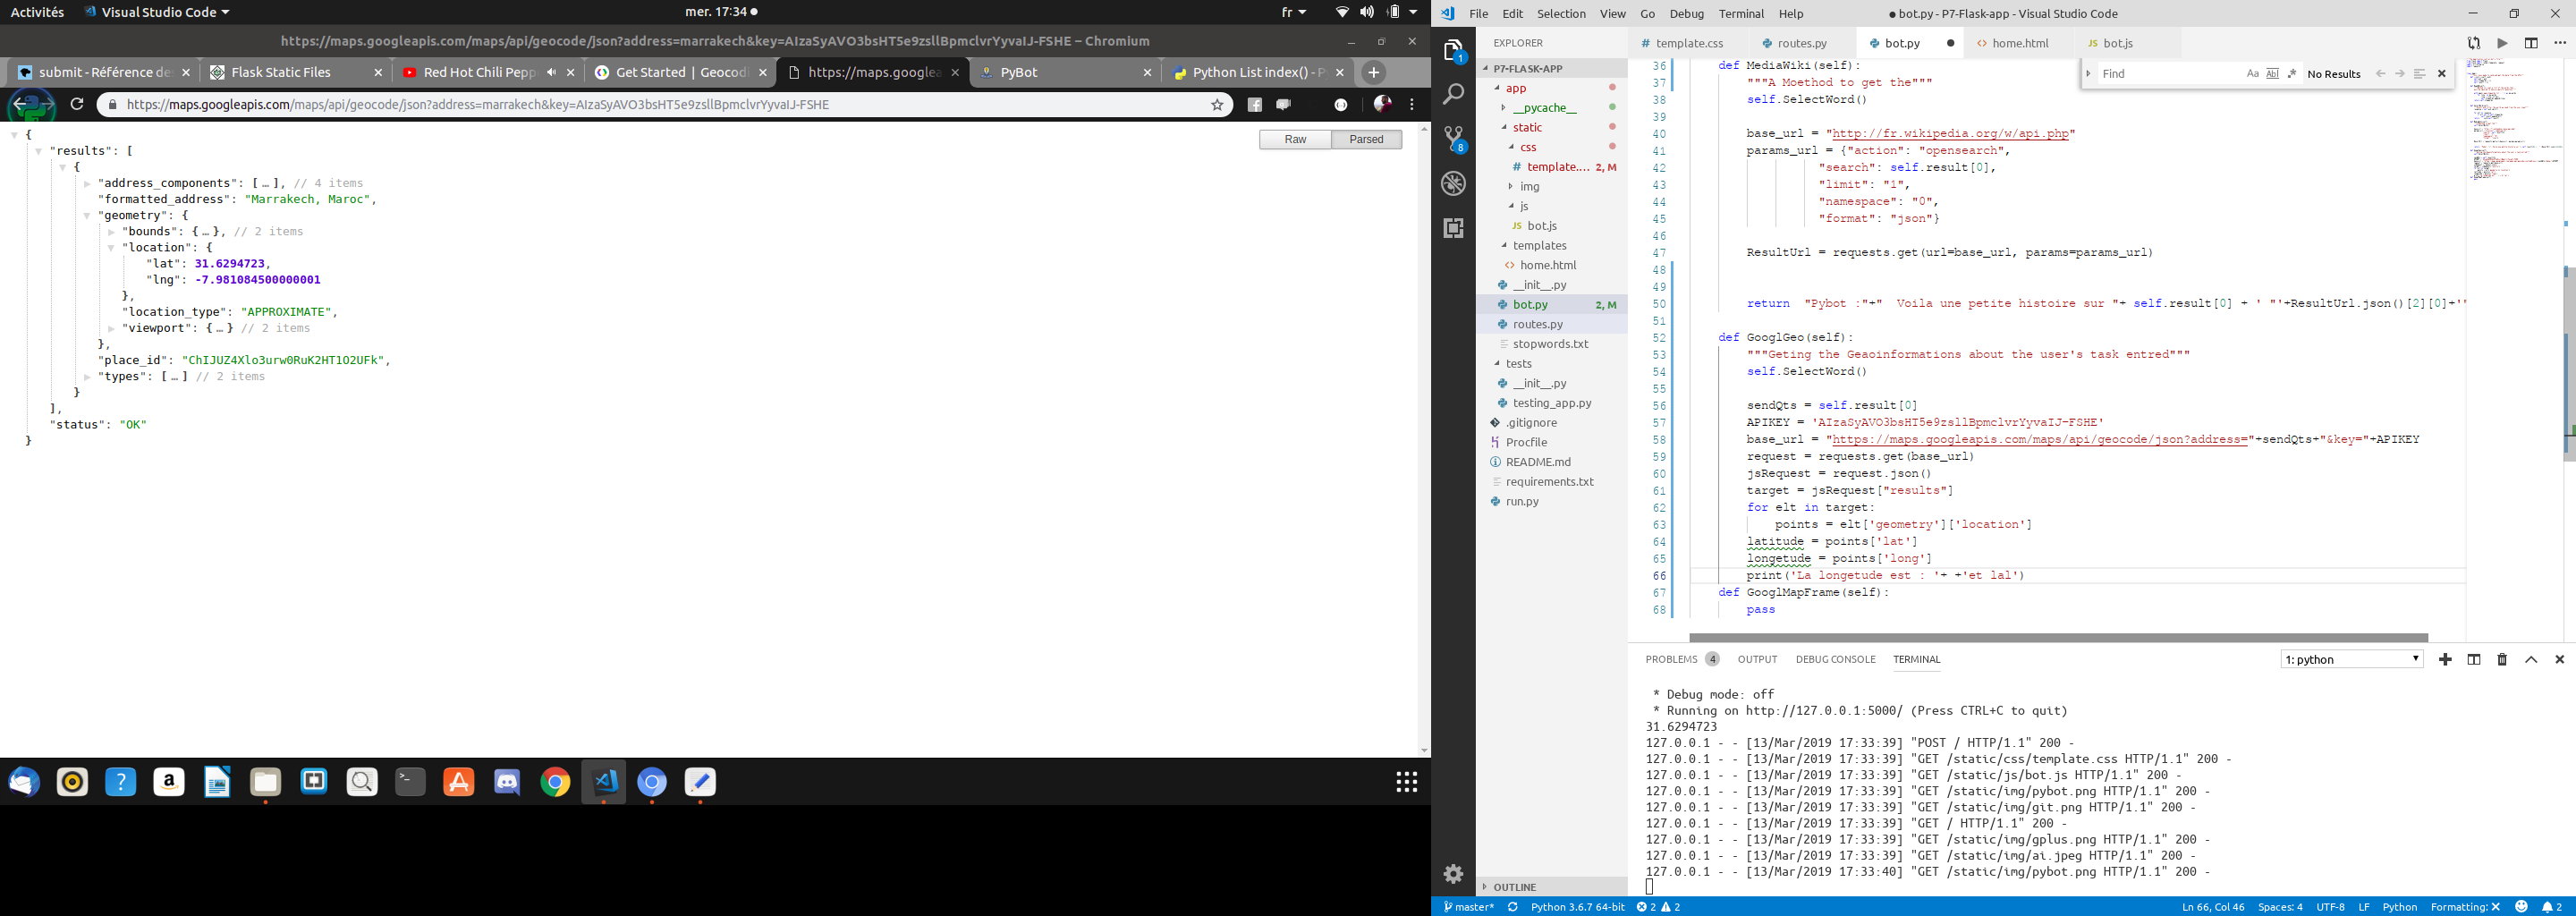 Activités
Visual Studio Code
mer. 17:34
fr
https://maps.googleapis.com/maps/api/geocode/json?address=marrakech&key=AIzaSyAVO3bsHT5e9zsllBpmclvrYyvaIJ-FSHE – Chromium
submit - Référence de
Flask Static Files
Red Hot Chili Pepp
Get Started | Geocodi
https://maps.googlea
PyBot
Python List index() - P
https://maps.googleapis.com/maps/api/geocode/json?address=marrakech&key=AIzaSyAVO3bsHT5e9zsllBpmclvrYyvaIJ-FSHE
Raw Parsed
{
"results": [
{
"address_components": [ … ], // 4 items
"formatted_address": "Marrakech, Maroc",
"geometry": {
"bounds": { … }, // 2 items
"location": {
"lat": 31.6294723,
"lng": -7.981084500000001
},
"location_type": "APPROXIMATE",
"viewport": { … } // 2 items
},
"place_id": "ChIJUZ4Xlo3urw0RuK2HT1O2UFk",
"types": [ … ] // 2 items
}
],
"status": "OK"
}
File Edit Selection View Go Debug Terminal Help
● bot.py - P7-Flask-app - Visual Studio Code
EXPLORER
P7-FLASK-APP
app
__pycache__
static
css
# template.... 2, M
img
js
JS bot.js
templates
<> home.html
__init__.py
bot.py 2, M
routes.py
stopwords.txt
tests
__init__.py
testing_app.py
.gitignore
Procfile
README.md
requirements.txt
run.py
OUTLINE
1
8
# template.css
routes.py
bot.py
<> home.html
JS bot.js
Find
Aa Abl .*
No Results
36 def MediaWiki(self):
37 """A Moethod to get the"""
38 self.SelectWord()
39
40 base_url = "http://fr.wikipedia.org/w/api.php"
41 params_url = {"action": "opensearch",
42 "search": self.result[0],
43 "limit": "1",
44 "namespace": "0",
45 "format": "json"}
46
47 ResultUrl = requests.get(url=base_url, params=params_url)
48
49
50 return "Pybot :"+" Voila une petite histoire sur "+ self.result[0] + ' "'+ResultUrl.json()[2][0]+'"
51
52 def GooglGeo(self):
53 """Geting the Geaoinformations about the user's task entred"""
54 self.SelectWord()
55
56 sendQts = self.result[0]
57 APIKEY = 'AIzaSyAVO3bsHT5e9zsllBpmclvrYyvaIJ-FSHE'
58 base_url = "https://maps.googleapis.com/maps/api/geocode/json?address="+sendQts+"&key="+APIKEY
59 request = requests.get(base_url)
60 jsRequest = request.json()
61 target = jsRequest["results"]
62 for elt in target:
63 points = elt['geometry']['location']
64 latitude = points['lat']
65 longetude = points['long']
66 print('La longetude est : '+ +'et lal')
67 def GooglMapFrame(self):
68 pass
PROBLEMS 4 OUTPUT DEBUG CONSOLE TERMINAL
1: python
* Debug mode: off
* Running on http://127.0.0.1:5000/ (Press CTRL+C to quit)
31.6294723
127.0.0.1 - - [13/Mar/2019 17:33:39] "POST / HTTP/1.1" 200 -
127.0.0.1 - - [13/Mar/2019 17:33:39] "GET /static/css/template.css HTTP/1.1" 200 -
127.0.0.1 - - [13/Mar/2019 17:33:39] "GET /static/js/bot.js HTTP/1.1" 200 -
127.0.0.1 - - [13/Mar/2019 17:33:39] "GET /static/img/pybot.png HTTP/1.1" 200 -
127.0.0.1 - - [13/Mar/2019 17:33:39] "GET /static/img/git.png HTTP/1.1" 200 -
127.0.0.1 - - [13/Mar/2019 17:33:39] "GET / HTTP/1.1" 200 -
127.0.0.1 - - [13/Mar/2019 17:33:39] "GET /static/img/gplus.png HTTP/1.1" 200 -
127.0.0.1 - - [13/Mar/2019 17:33:39] "GET /static/img/ai.jpeg HTTP/1.1" 200 -
127.0.0.1 - - [13/Mar/2019 17:33:40] "GET /static/img/pybot.png HTTP/1.1" 200 -
master* Python 3.6.7 64-bit 2 2
Ln 66, Col 46 Spaces: 4 UTF-8 LF Python Formatting: ✕ 2